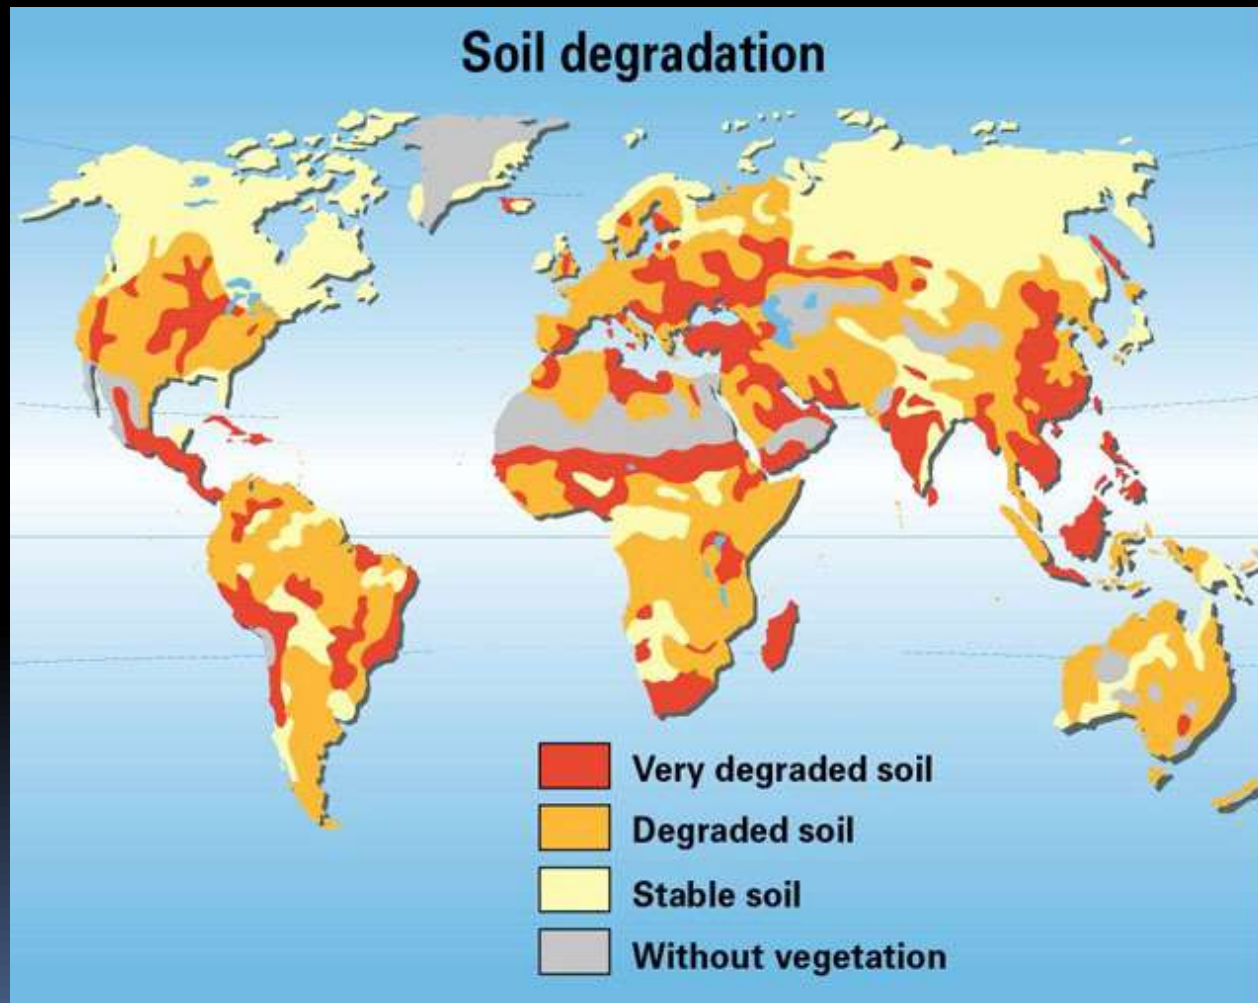 Soil degradation
Very degraded soil
Degraded soil
Stable soil
Without vegetation